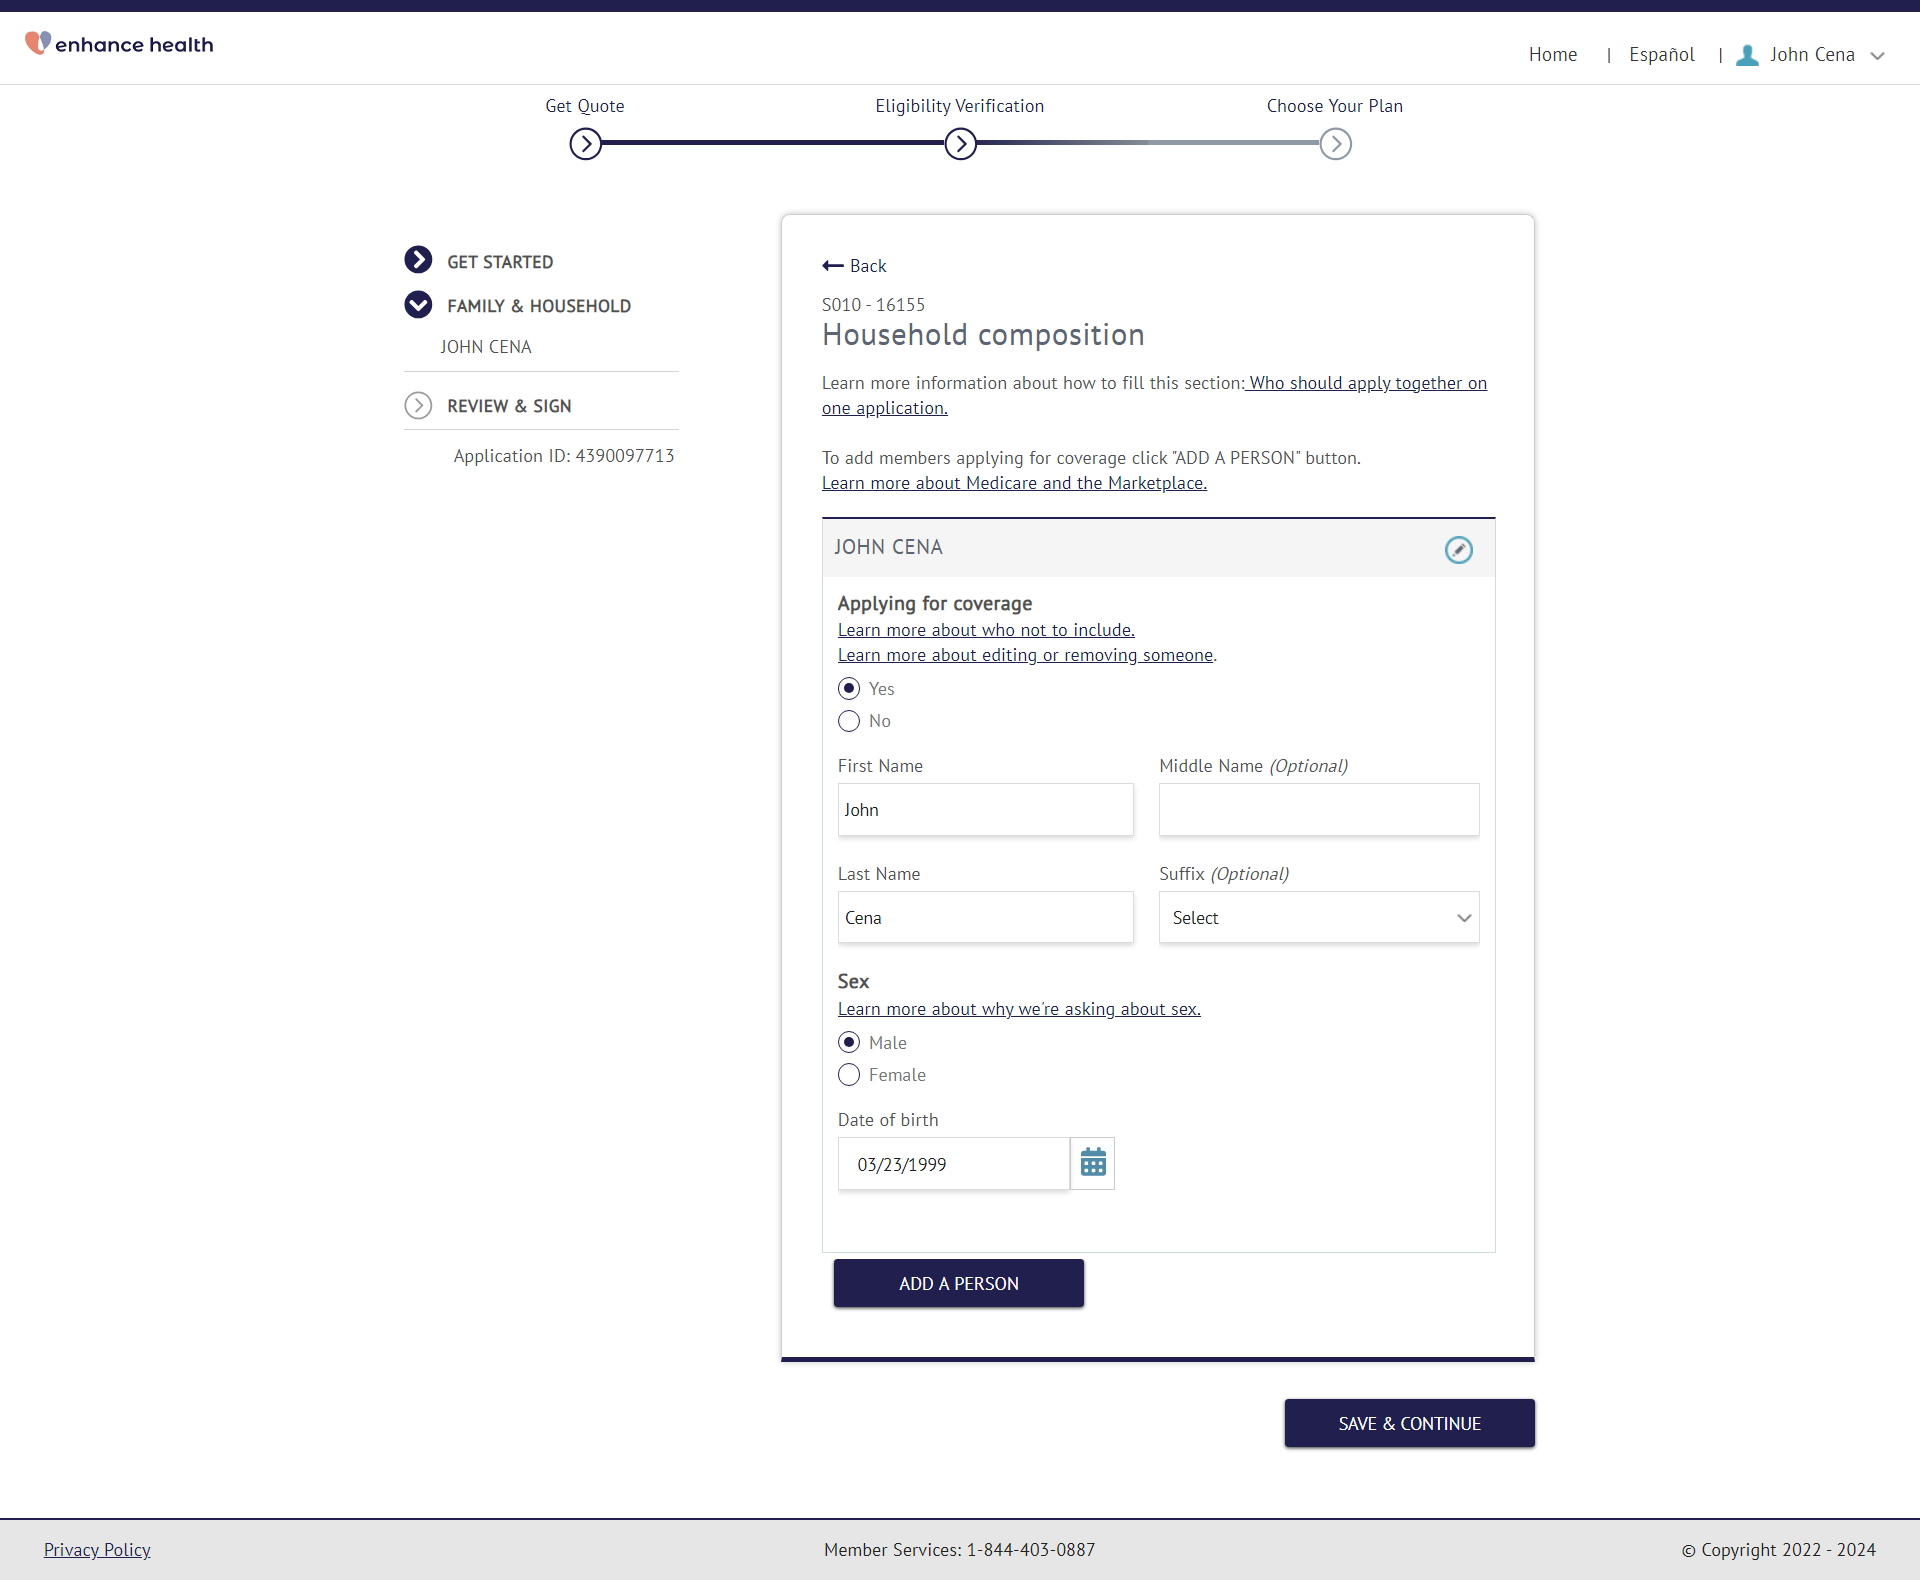 enhance health
Home | Español | John Cena
Get Quote
Eligibility Verification
Choose Your Plan
GET STARTED
FAMILY & HOUSEHOLD
JOHN CENA
REVIEW & SIGN
Application ID: 4390097713
Back
S010 - 16155
Household composition
Learn more information about how to fill this section: Who should apply together on
one application.
To add members applying for coverage click "ADD A PERSON" button.
Learn more about Medicare and the Marketplace.
JOHN CENA
Applying for coverage
Learn more about who not to include.
Learn more about editing or removing someone.
Yes
No
First Name
Middle Name (Optional)
John
Last Name
Suffix (Optional)
Cena
Select
Sex
Learn more about why we're asking about sex.
Male
Female
Date of birth
03/23/1999
ADD A PERSON
SAVE & CONTINUE
Privacy Policy
Member Services: 1-844-403-0887
© Copyright 2022 - 2024